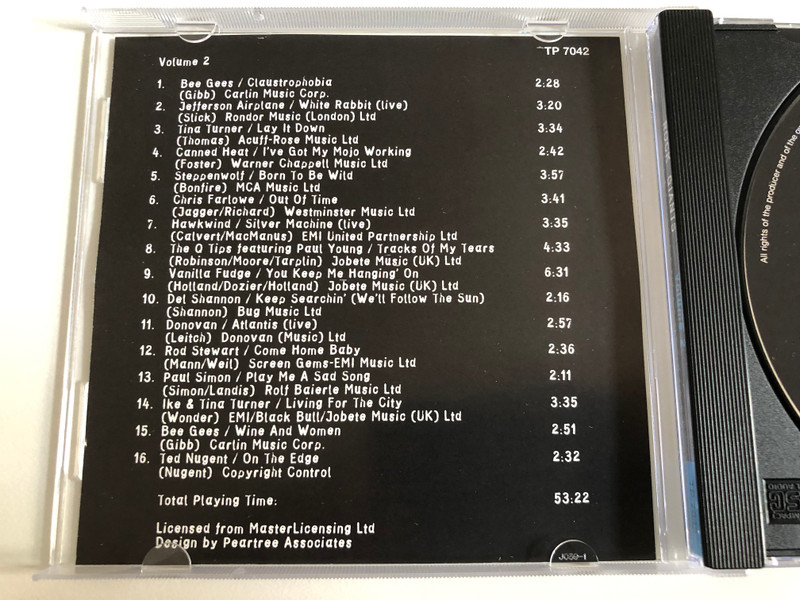 TP 7042
Volume 2
1. Bee Gees / Claustrophobia 2:28
(Gibb) Carlin Music Corp.
2. Jefferson Airplane / White Rabbit (live) 3:20
(Slick) Rondor Music (London) Ltd
3. Tina Turner / Lay It Down 3:34
(Thomas) Acuff-Rose Music Ltd
4. Canned Heat / I've Got My Mojo Working 2:42
(Foster) Warner Chappell Music Ltd
5. Steppenwolf / Born To Be Wild 3:57
(Bonfire) MCA Music Ltd
6. Chris Farlowe / Out Of Time 3:41
(Jagger/Richard) Westminster Music Ltd
7. Hawkwind / Silver Machine (live) 3:35
(Calvert/MacManus) EMI United Partnership Ltd
8. The Q Tips featuring Paul Young / Tracks Of My Tears 4:33
(Robinson/Moore/Tarplin) Jobete Music (UK) Ltd
9. Vanilla Fudge / You Keep Me Hanging' On 6:31
(Holland/Dozier/Holland) Jobete Music (UK) Ltd
10. Del Shannon / Keep Searchin' (We'll Follow The Sun) 2:16
(Shannon) Bug Music Ltd
11. Donovan / Atlantis (live) 2:57
(Leitch) Donovan (Music) Ltd
12. Rod Stewart / Come Home Baby 2:36
(Mann/Weil) Screen Gems-EMI Music Ltd
13. Paul Simon / Play Me A Sad Song 2:11
(Simon/Landis) Rolf Baierle Music Ltd
14. Ike & Tina Turner / Living For The City 3:35
(Wonder) EMI/Black Bull/Jobete Music (UK) Ltd
15. Bee Gees / Wine And Women 2:51
(Gibb) Carlin Music Corp.
16. Ted Nugent / On The Edge 2:32
(Nugent) Copyright Control
Total Playing Time: 53:22
Licensed from MasterLicensing Ltd
Design by Peartree Associates
J089-1
All rights of the producer and of the